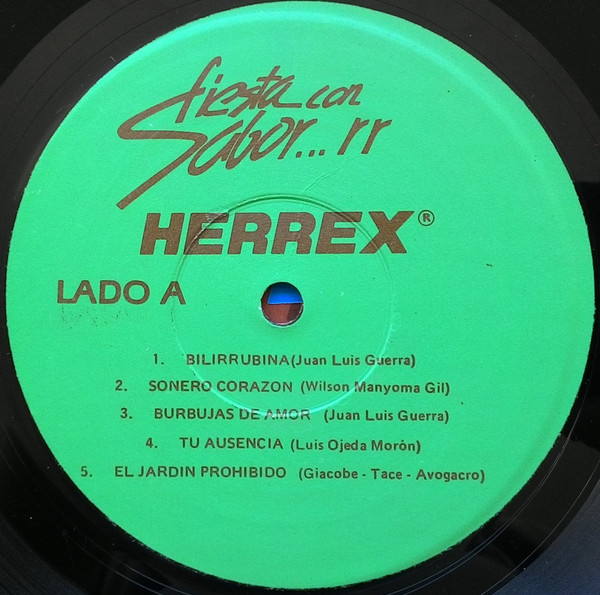 fiesta con
Sabor... rr
HERREX®
LADO A
1. BILIRRUBINA (Juan Luis Guerra)
2. SONERO CORAZON (Wilson Manyoma Gil)
3. BURBUJAS DE AMOR (Juan Luis Guerra)
4. TU AUSENCIA (Luis Ojeda Morón)
5. EL JARDIN PROHIBIDO (Giacobe - Tace - Avogacro)